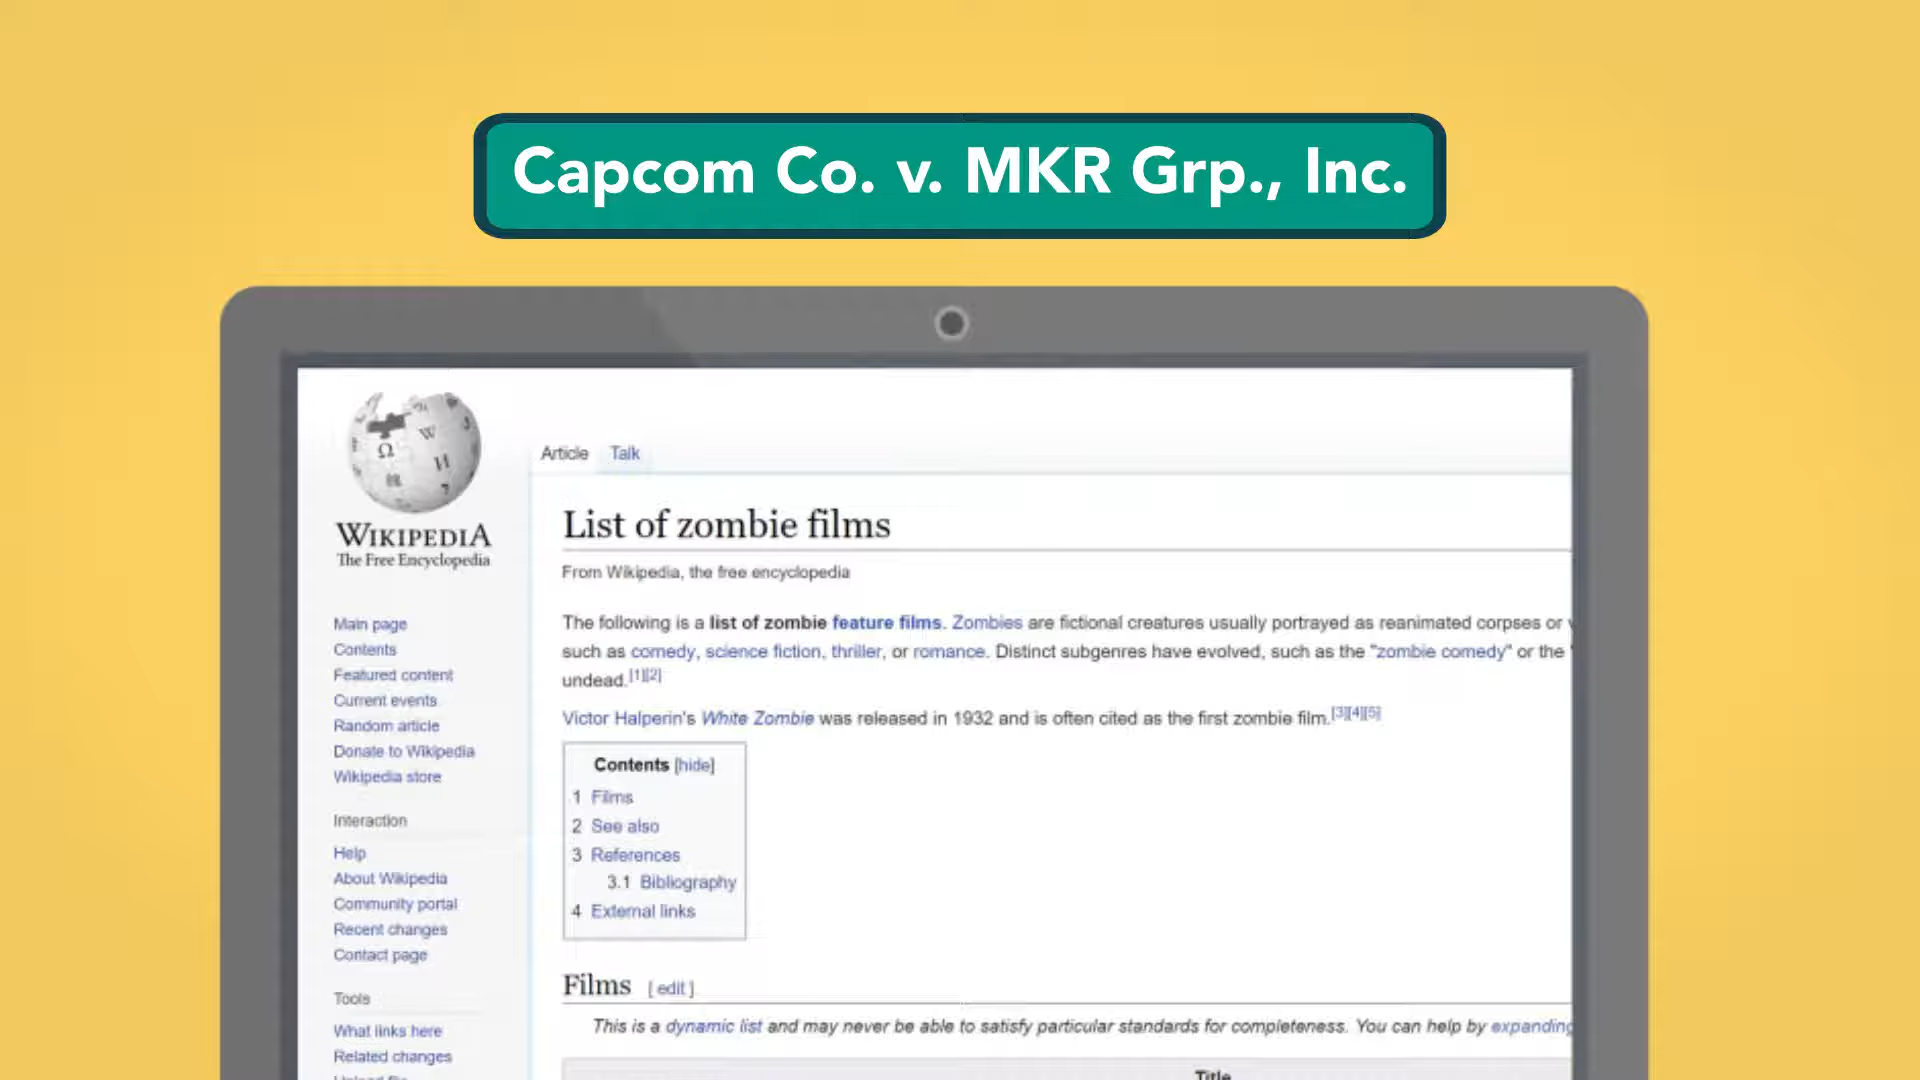 Capcom Co. v. MKR Grp., Inc.
WIKIPEDIA
The Free Encyclopedia
Main page
Contents
Featured content
Current events
Random article
Donate to Wikipedia
Wikipedia store
Interaction
Help
About Wikipedia
Community portal
Recent changes
Contact page
Tools
What links here
Related changes
Article Talk
List of zombie films
From Wikipedia, the free encyclopedia
The following is a list of zombie feature films. Zombies are fictional creatures usually portrayed as reanimated corpses or
such as comedy, science fiction, thriller, or romance. Distinct subgenres have evolved, such as the "zombie comedy" or the
undead.[1][2]
Victor Halperin's White Zombie was released in 1932 and is often cited as the first zombie film.[3][4][5]
Contents [hide]
1 Films
2 See also
3 References
3.1 Bibliography
4 External links
Films [ edit ]
This is a dynamic list and may never be able to satisfy particular standards for completeness. You can help by expanding
Title